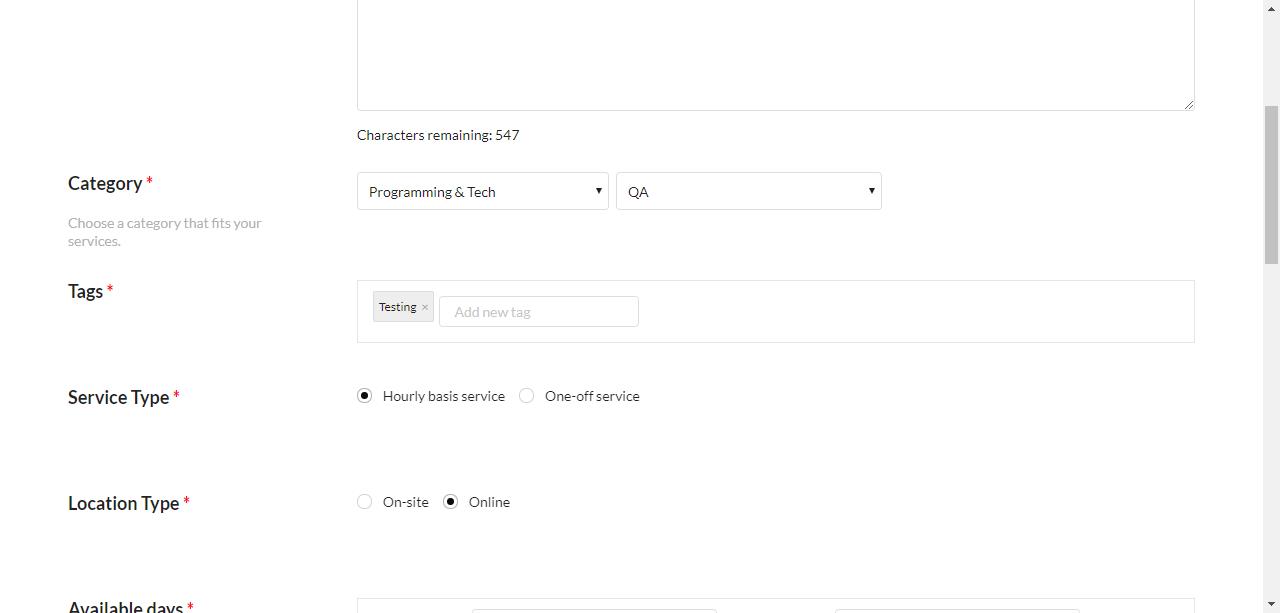 Characters remaining: 547
Category *
Programming & Tech
QA
Choose a category that fits your
services.
Tags *
Testing ×
Add new tag
Service Type *
Hourly basis service
One-off service
Location Type *
On-site
Online
Available days *